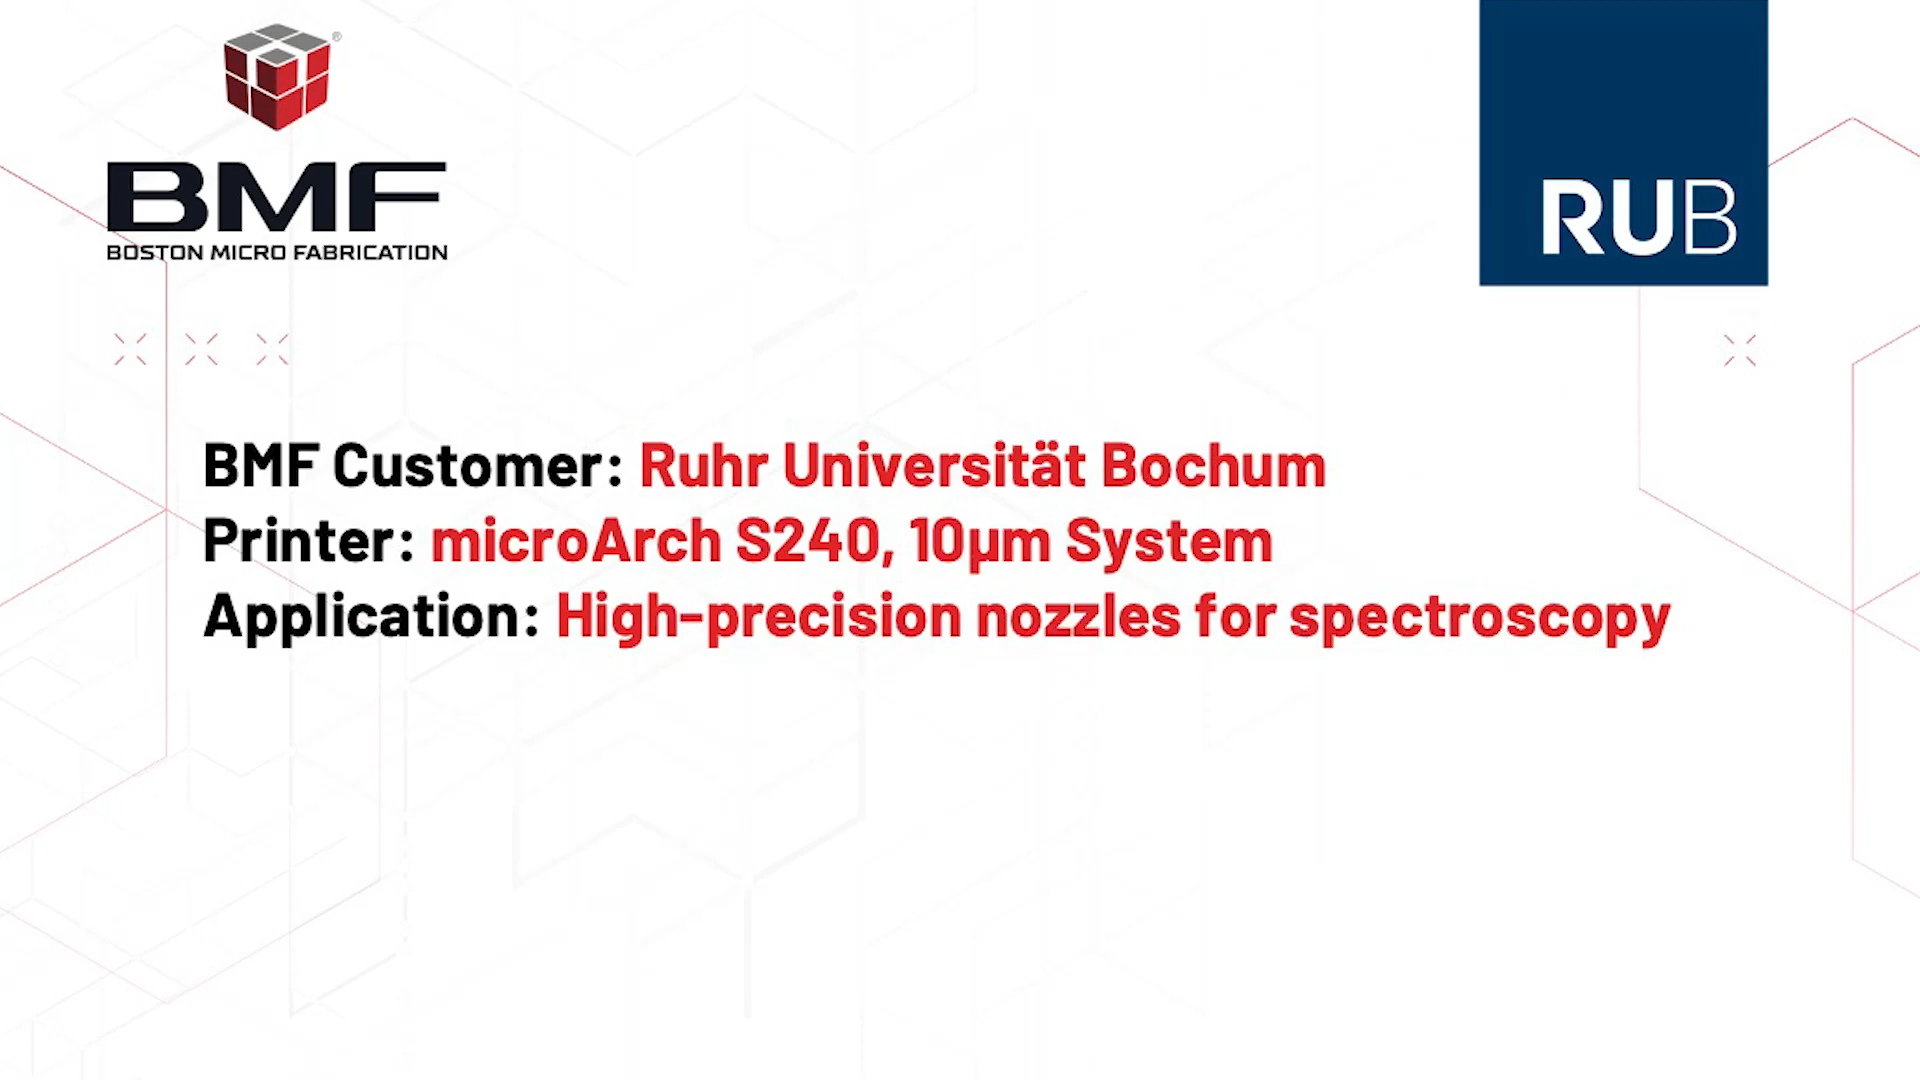 BMF
BOSTON MICRO FABRICATION
RUB
BMF Customer: Ruhr Universität Bochum
Printer: microArch S240, 10µm System
Application: High-precision nozzles for spectroscopy